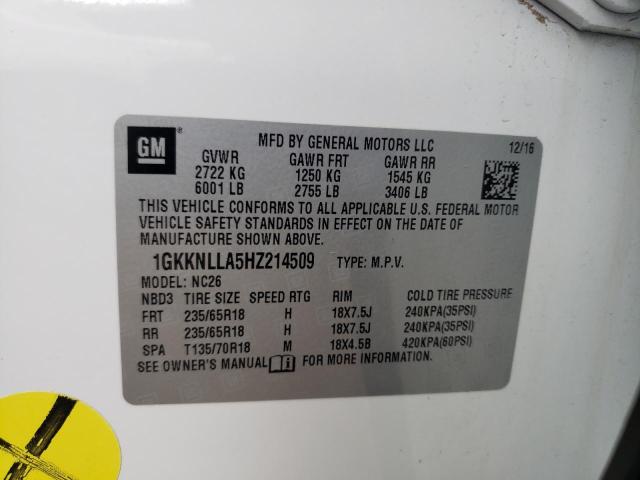 GM
MFD BY GENERAL MOTORS LLC 12/16
GVWR GAWR FRT GAWR RR
2722 KG 1250 KG 1545 KG
6001 LB 2755 LB 3406 LB
THIS VEHICLE CONFORMS TO ALL APPLICABLE U.S. FEDERAL MOTOR
VEHICLE SAFETY STANDARDS IN EFFECT ON THE DATE OF
MANUFACTURE SHOWN ABOVE.
1GKKNLLA5HZ214509 TYPE: M.P.V.
MODEL: NC26
NBD3 TIRE SIZE SPEED RTG RIM COLD TIRE PRESSURE
FRT 235/65R18 H 18X7.5J 240KPA(35PSI)
RR 235/65R18 H 18X7.5J 240KPA(35PSI)
SPA T135/70R18 M 18X4.5B 420KPA(60PSI)
SEE OWNER'S MANUAL FOR MORE INFORMATION